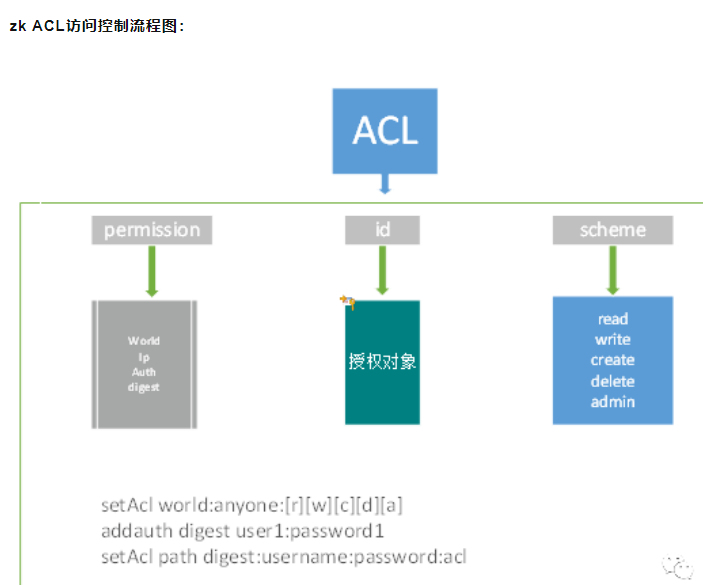 zk ACL访问控制流程图：
ACL
permission
id
scheme
World
Ip
Auth
digest
授权对象
read
write
create
delete
admin
setAcl world:anyone:[r][w][c][d][a]
addauth digest user1:password1
setAcl path digest:username:password:acl